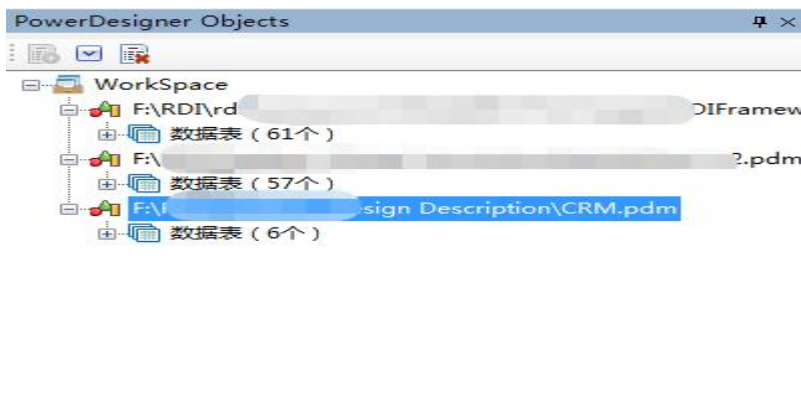 PowerDesigner Objects
WorkSpace
F:\RDI\rd DIFramew
数据表（61个）
F:\ 2.pdm
数据表（57个）
F:\ sign Description\CRM.pdm
数据表（6个）